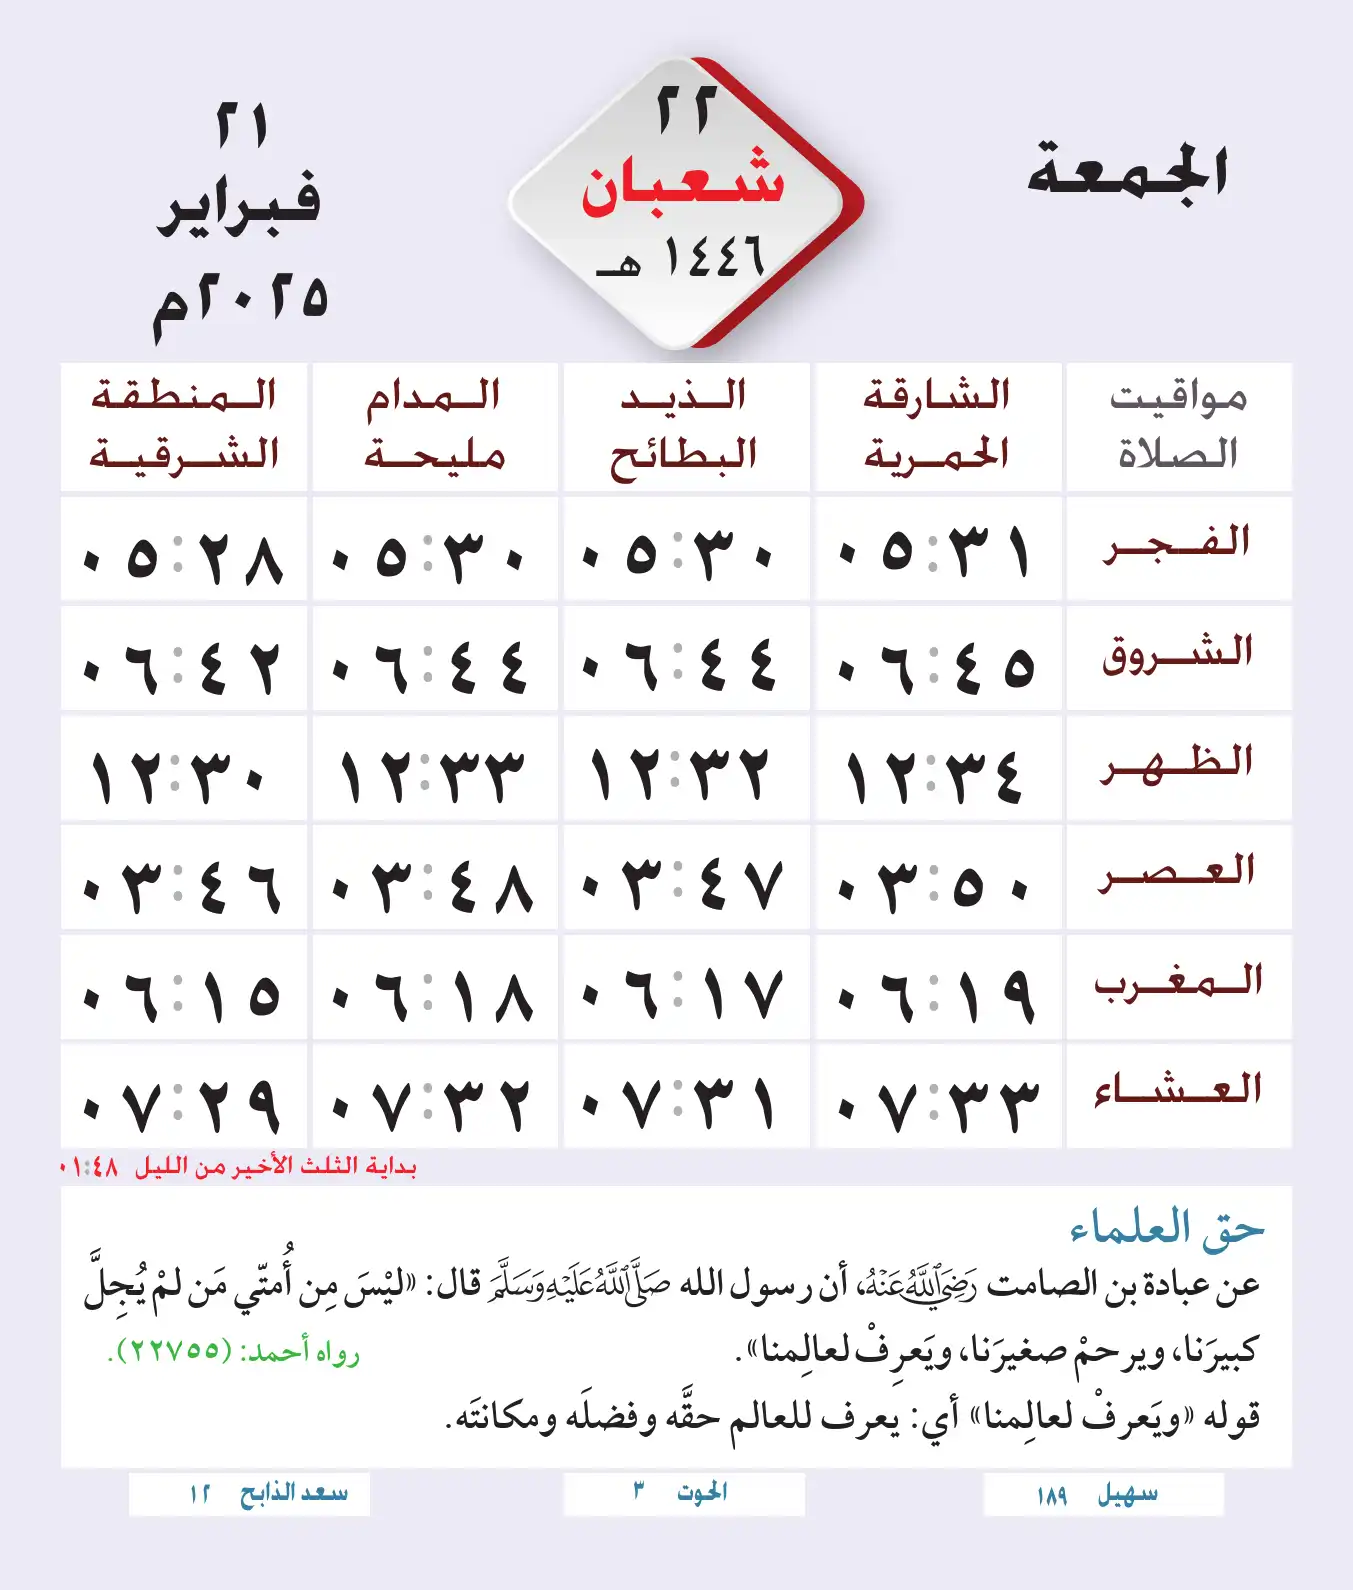 الجمعة
٢٢
شعبان
١٤٤٦ هـ
٢١
فبراير
٢٠٢٥م
مواقيت الصلاة | الشارقة الحمرية | الذيد البطائح | المدام مليحة | المنطقة الشرقية
الفجر ٠٥:٣١ ٠٥:٣٠ ٠٥:٣٠ ٠٥:٢٨
الشروق ٠٦:٤٥ ٠٦:٤٤ ٠٦:٤٤ ٠٦:٤٢
الظهر ١٢:٣٤ ١٢:٣٢ ١٢:٣٣ ١٢:٣٠
العصر ٠٣:٥٠ ٠٣:٤٧ ٠٣:٤٨ ٠٣:٤٦
المغرب ٠٦:١٩ ٠٦:١٧ ٠٦:١٨ ٠٦:١٥
العشاء ٠٧:٣٣ ٠٧:٣١ ٠٧:٣٢ ٠٧:٢٩
بداية الثلث الأخير من الليل ٠١:٤٨
حق العلماء
عن عبادة بن الصامت رَضِيَ اللَّهُ عَنْهُ، أن رسول الله صَلَّى اللَّهُ عَلَيْهِ وَسَلَّمَ قال: «ليْسَ مِن أُمتّي مَن لمْ يُجِلَّ
كبيرَنا، ويرحمْ صغيرَنا، ويَعرِفْ لعالِمنا». رواه أحمد: (٢٢٧٥٥).
قوله «ويَعرفْ لعالِمنا» أي: يعرف للعالم حقَّه وفضلَه ومكانتَه.
سهيل ١٨٩
الحوت ٣
سعد الذابح ١٢